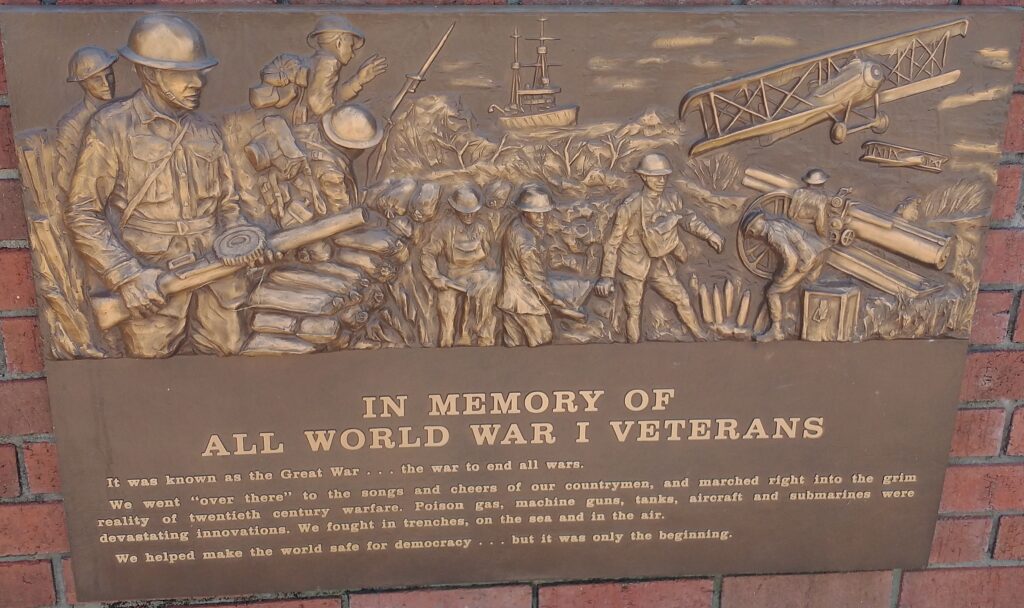 IN MEMORY OF
ALL WORLD WAR I VETERANS
It was known as the Great War . . . the war to end all wars.
We went "over there" to the songs and cheers of our countrymen, and marched right into the grim
reality of twentieth century warfare. Poison gas, machine guns, tanks, aircraft and submarines were
devastating innovations. We fought in trenches, on the sea and in the air.
We helped make the world safe for democracy . . . but it was only the beginning.